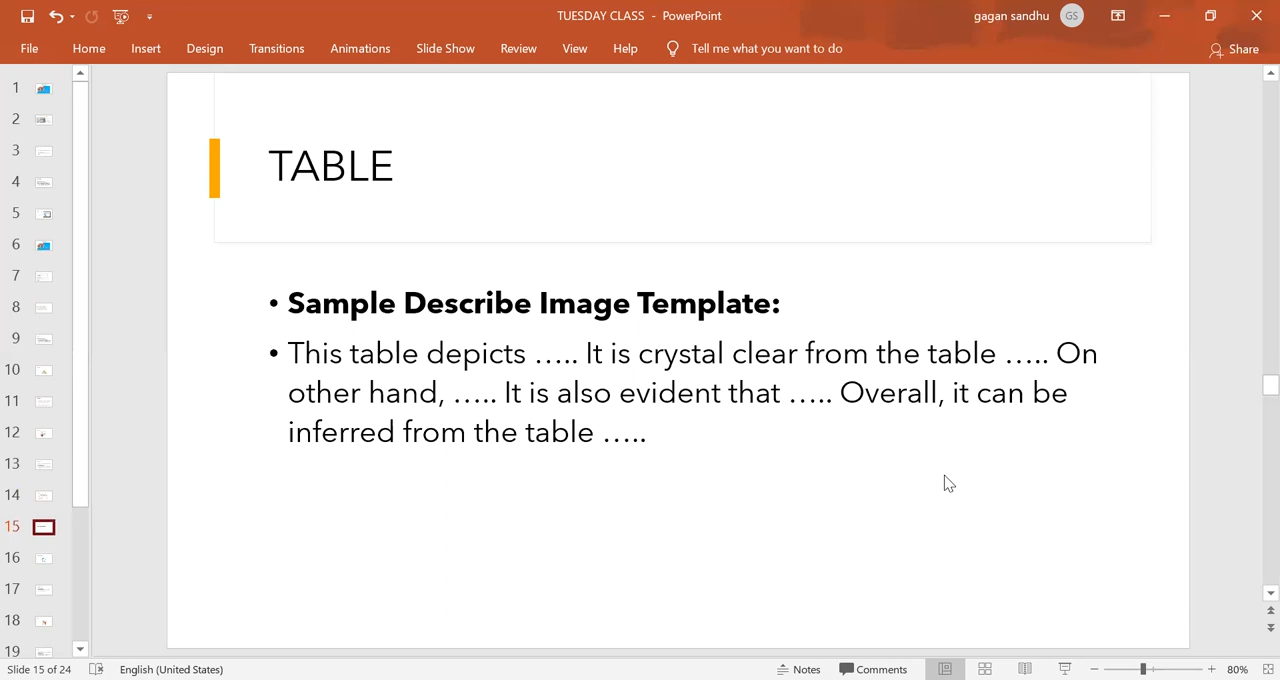 TUESDAY CLASS - PowerPoint
gagan sandhu GS
File Home Insert Design Transitions Animations Slide Show Review View Help Tell me what you want to do Share
1
2
3
4
5
6
7
8
9
10
11
12
13
14
15
16
17
18
19
TABLE
• Sample Describe Image Template:
• This table depicts ….. It is crystal clear from the table ….. On
other hand, ….. It is also evident that ….. Overall, it can be
inferred from the table …..
Slide 15 of 24 English (United States) Notes Comments 80%